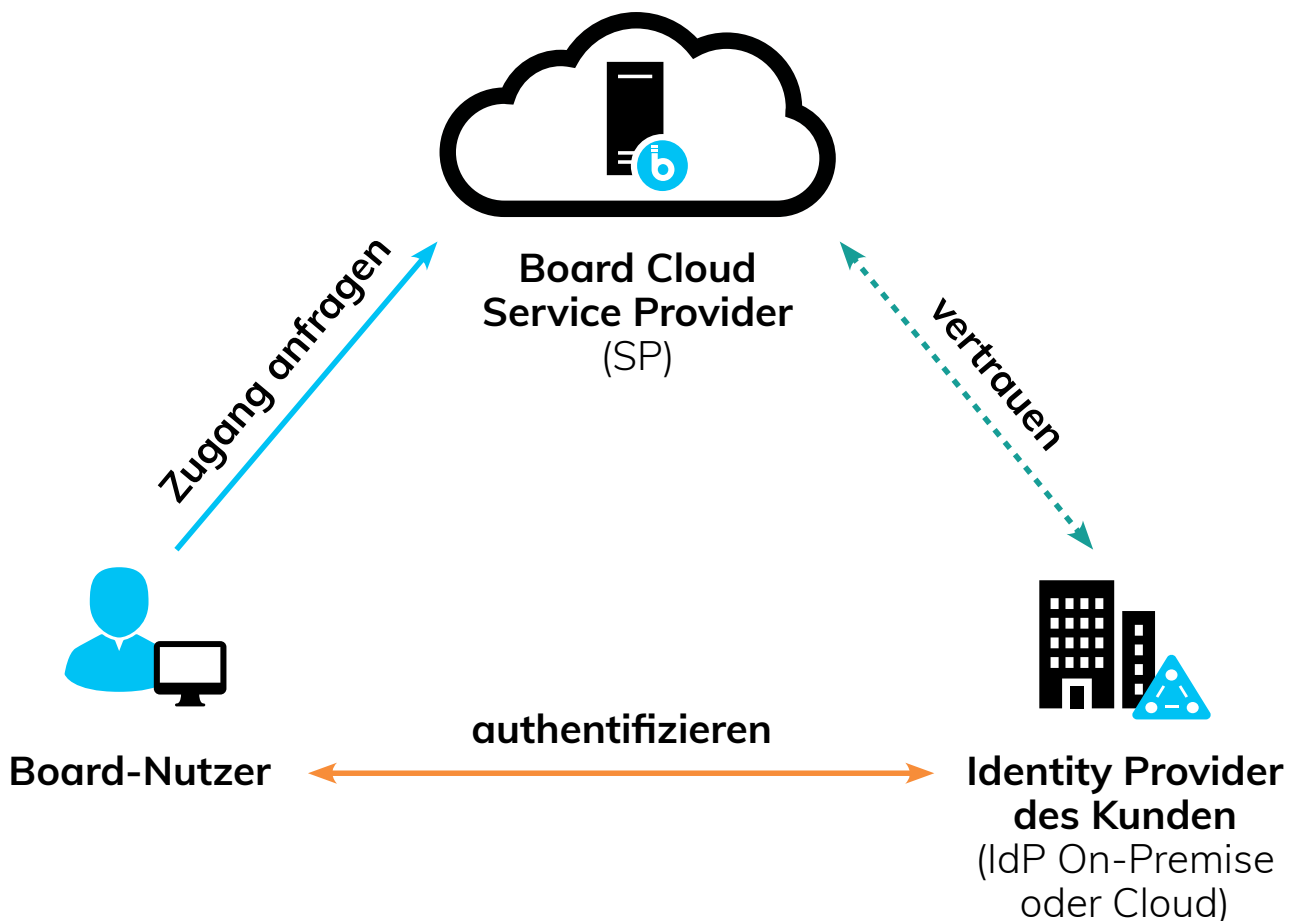 b
Board Cloud
Service Provider
(SP)
Zugang anfragen
vertrauen
authentifizieren
Board-Nutzer
Identity Provider
des Kunden
(IdP On-Premise
oder Cloud)